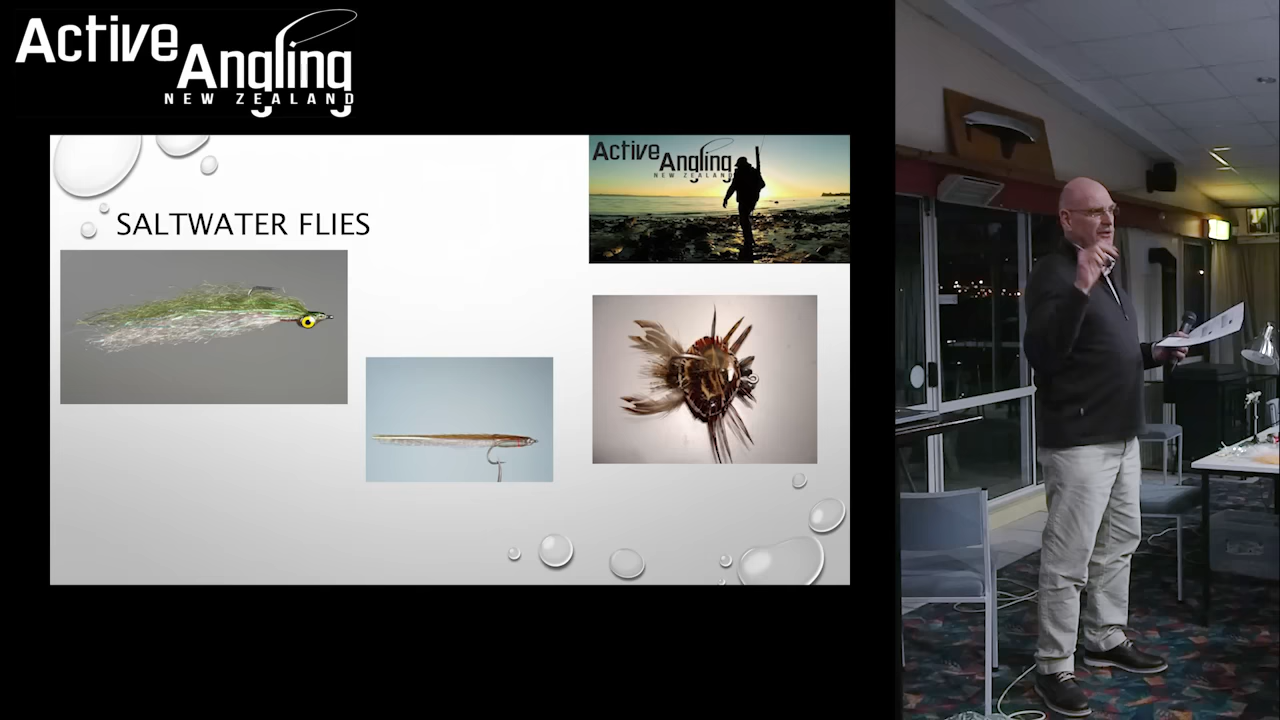 Active
Angling
NEW ZEALAND
Active
Angling
NEW ZEALAND
SALTWATER FLIES